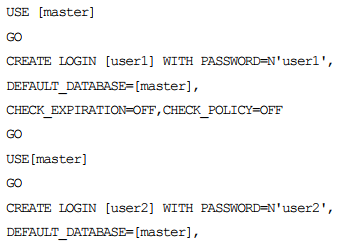 USE [master]
GO
CREATE LOGIN [user1] WITH PASSWORD=N'user1',
DEFAULT_DATABASE=[master],
CHECK_EXPIRATION=OFF,CHECK_POLICY=OFF
GO
USE[master]
GO
CREATE LOGIN [user2] WITH PASSWORD=N'user2',
DEFAULT_DATABASE=[master],